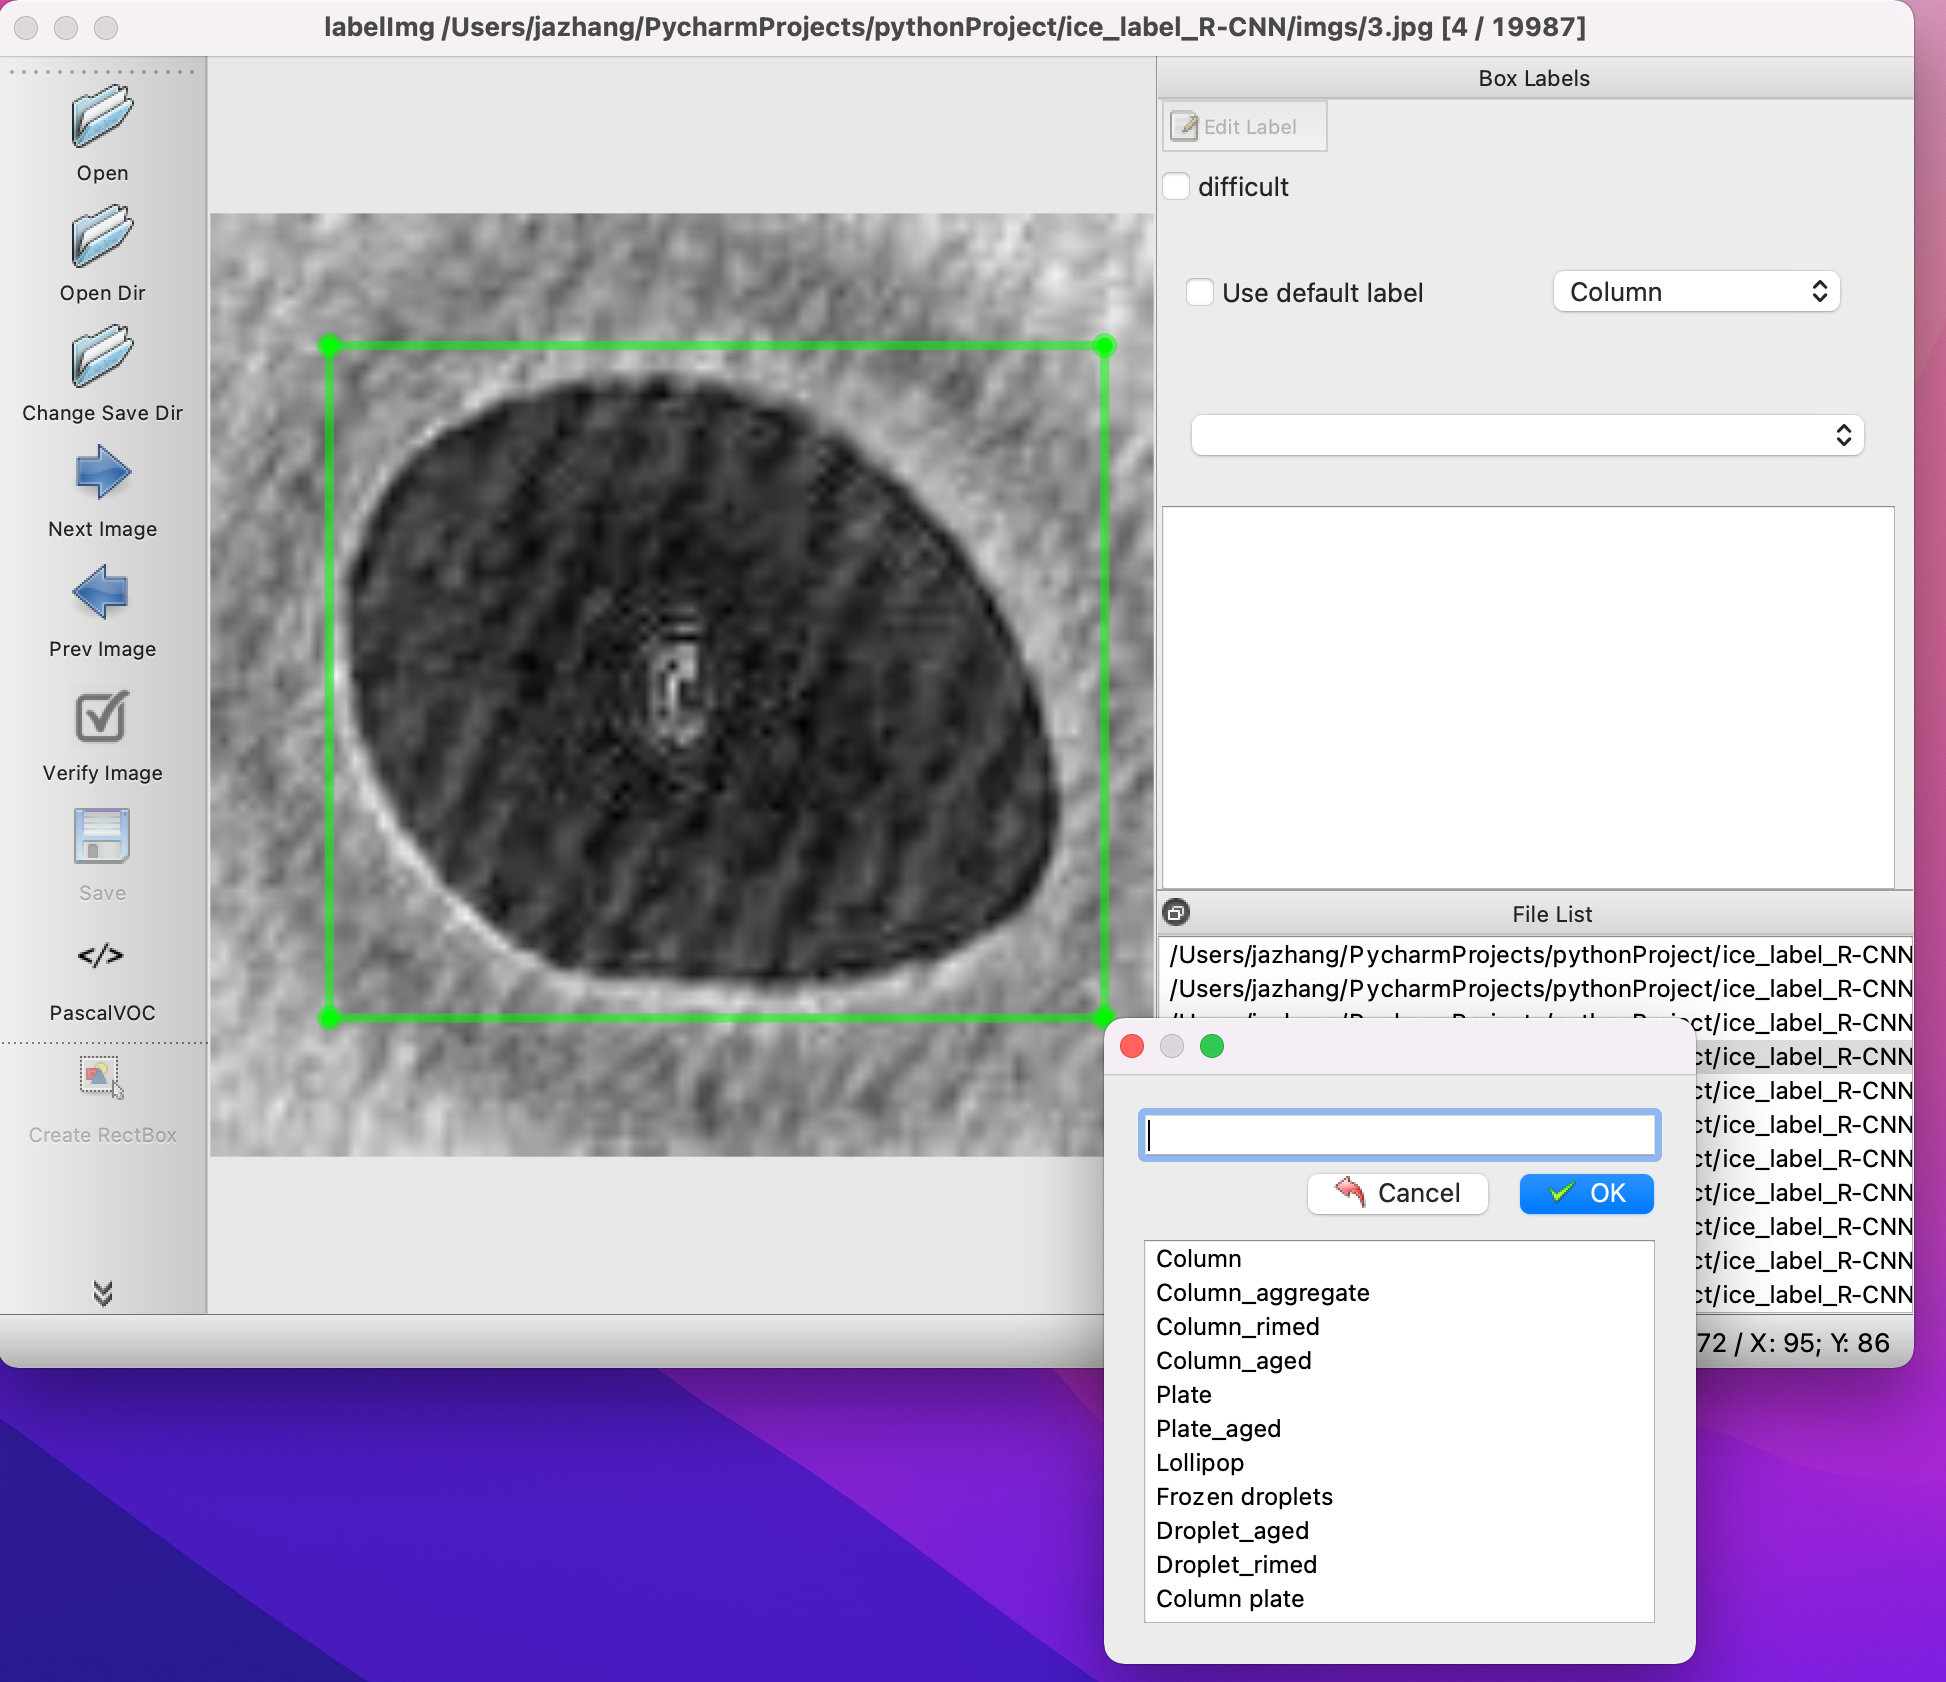 labelImg /Users/jazhang/PycharmProjects/pythonProject/ice_label_R-CNN/imgs/3.jpg [4 / 19987]
Open
Open Dir
Change Save Dir
Next Image
Prev Image
Verify Image
Save
</>
PascalVOC
Create RectBox
Box Labels
Edit Label
difficult
Use default label
Column
File List
/Users/jazhang/PycharmProjects/pythonProject/ice_label_R-CNN
/Users/jazhang/PycharmProjects/pythonProject/ice_label_R-CNN
/Users/jazhang/PycharmProjects/pythonProject/ice_label_R-CNN
ct/ice_label_R-CNN
ct/ice_label_R-CNN
ct/ice_label_R-CNN
ct/ice_label_R-CNN
ct/ice_label_R-CNN
ct/ice_label_R-CNN
ct/ice_label_R-CNN
ct/ice_label_R-CNN
72 / X: 95; Y: 86
Cancel
OK
Column
Column_aggregate
Column_rimed
Column_aged
Plate
Plate_aged
Lollipop
Frozen droplets
Droplet_aged
Droplet_rimed
Column plate